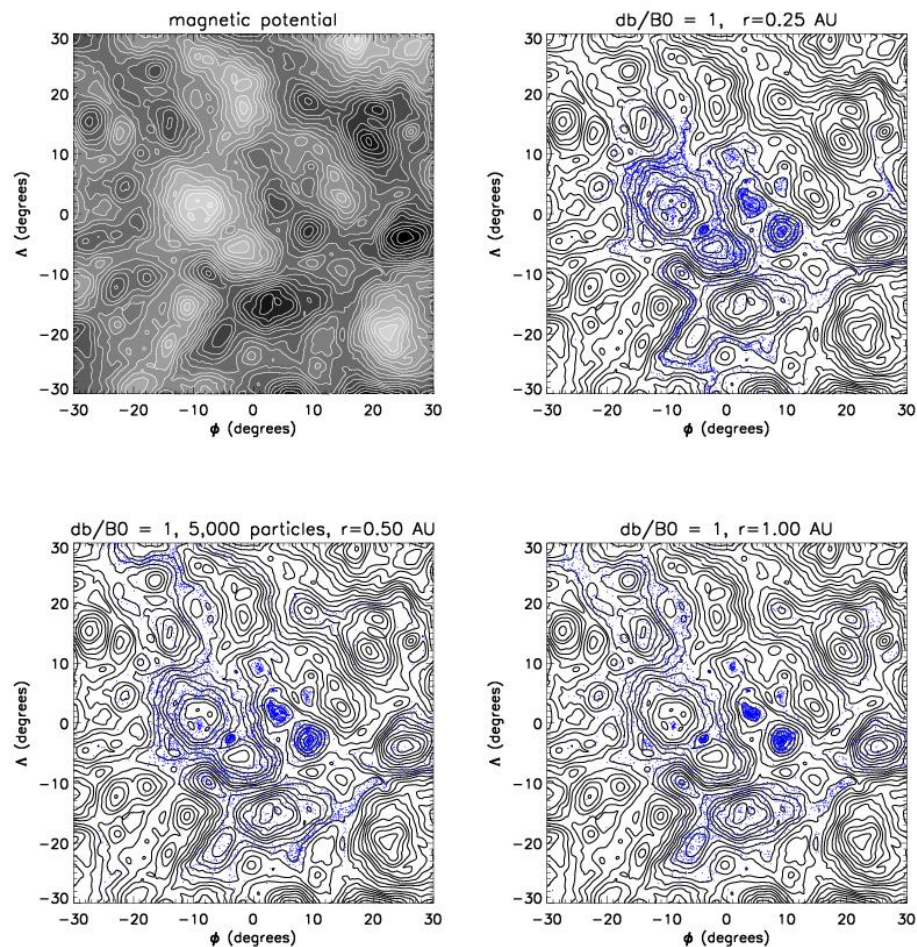 magnetic potential
db/B0 = 1, r=0.25 AU
30
20
10
0
−10
−20
−30
Λ (degrees)
−30 −20 −10 0 10 20 30
ϕ (degrees)
30
20
10
0
−10
−20
−30
Λ (degrees)
−30 −20 −10 0 10 20 30
ϕ (degrees)
db/B0 = 1, 5,000 particles, r=0.50 AU
db/B0 = 1, r=1.00 AU
30
20
10
0
−10
−20
−30
Λ (degrees)
−30 −20 −10 0 10 20 30
ϕ (degrees)
30
20
10
0
−10
−20
−30
Λ (degrees)
−30 −20 −10 0 10 20 30
ϕ (degrees)